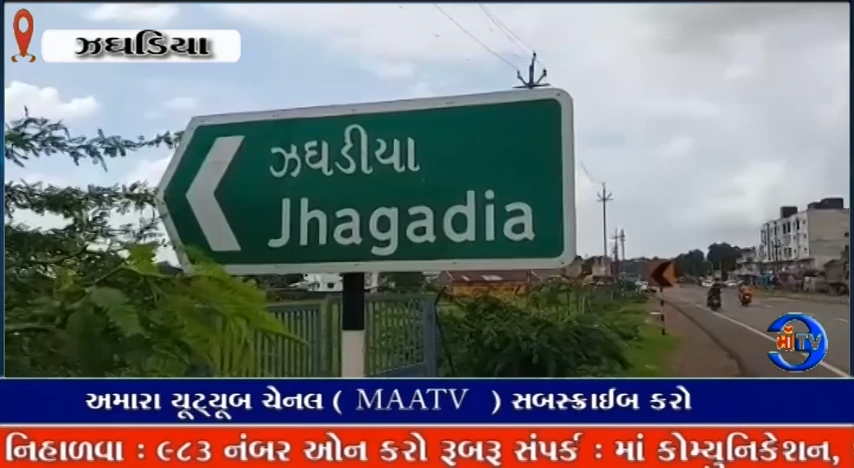 ઝઘડિયા
ઝઘડીયા
Jhagadia
માઁ TV
અમારા યૂટ્યૂબ ચેનલ ( MAATV ) સબસ્ક્રાઈબ કરો
નિહાળવા : ૯૮૩ નંબર ઓન કરો રૂબરૂ સંપર્ક : માં કોમ્યુનિકેશન,